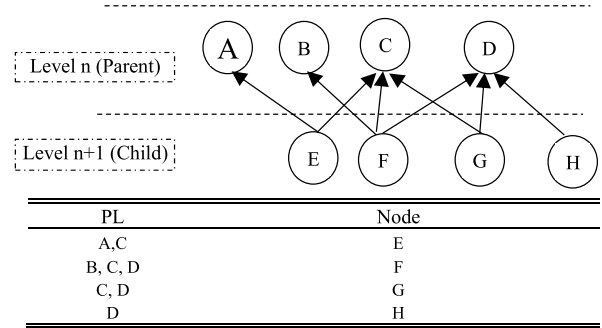 A B C D
Level n (Parent)
Level n+1 (Child)
E F G H
PL Node
A,C E
B, C, D F
C, D G
D H